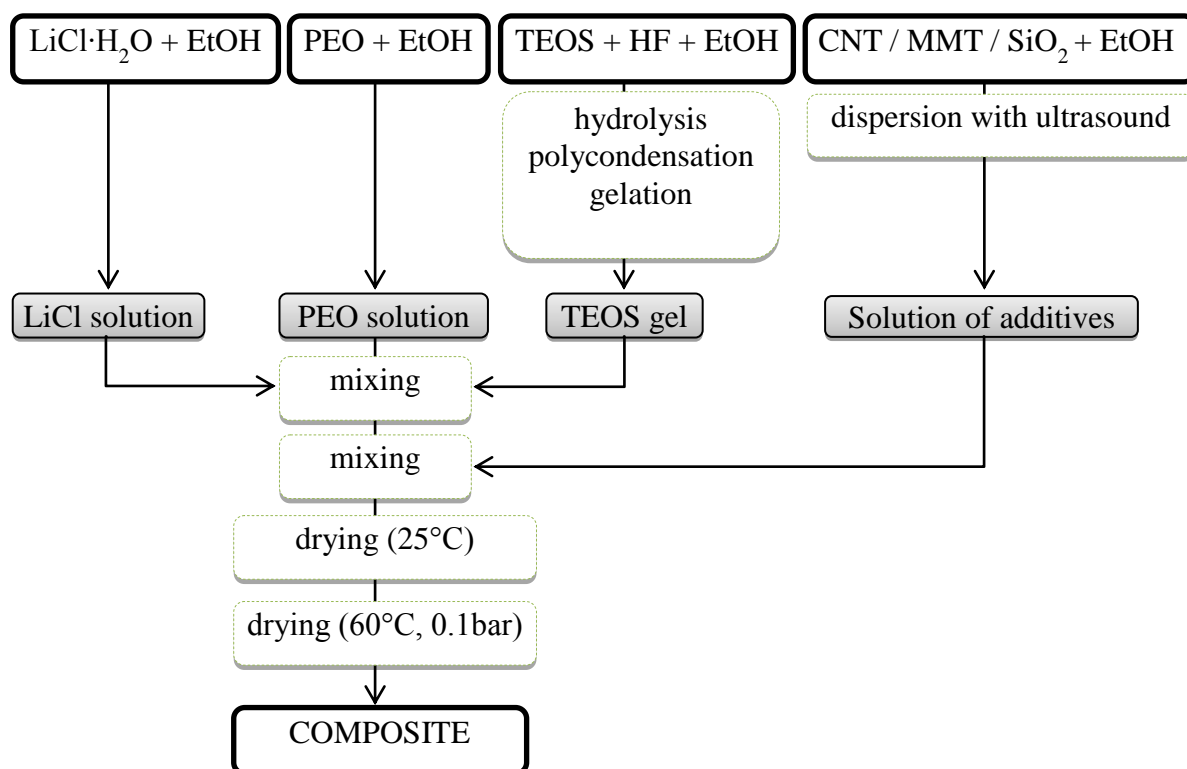 LiCl·H₂O + EtOH
PEO + EtOH
TEOS + HF + EtOH
CNT / MMT / SiO₂ + EtOH
hydrolysis
polycondensation
gelation
dispersion with ultrasound
LiCl solution
PEO solution
TEOS gel
Solution of additives
mixing
mixing
drying (25°C)
drying (60°C, 0.1bar)
COMPOSITE